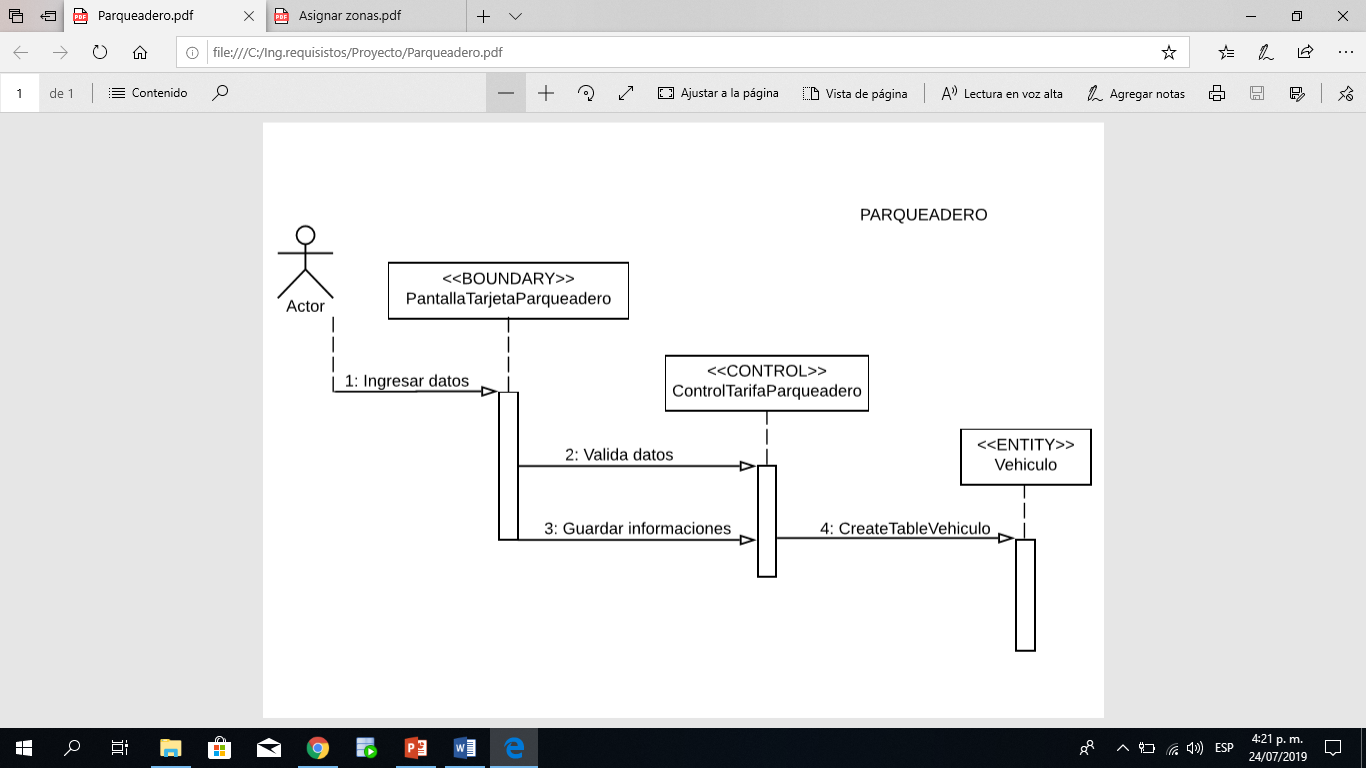 Parqueadero.pdf
Asignar zonas.pdf
file:///C:/Ing.requisistos/Proyecto/Parqueadero.pdf
1 de 1
Contenido
Ajustar a la página
Vista de página
Lectura en voz alta
Agregar notas
PARQUEADERO
Actor
<<BOUNDARY>>
PantallaTarjetaParqueadero
1: Ingresar datos
<<CONTROL>>
ControlTarifaParqueadero
2: Valida datos
<<ENTITY>>
Vehiculo
3: Guardar informaciones
4: CreateTableVehiculo
ESP
4:21 p. m.
24/07/2019